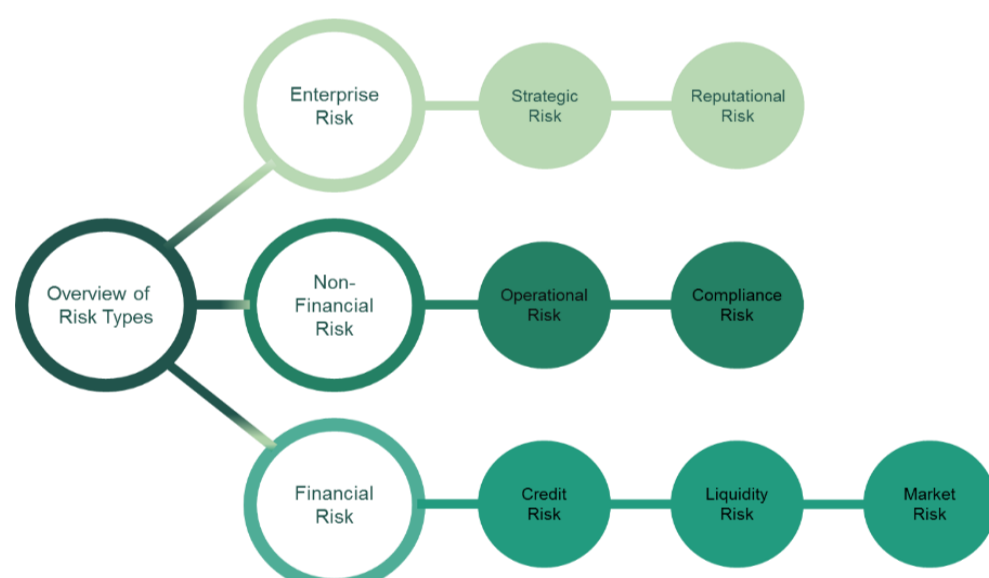 Overview of
Risk Types
Enterprise
Risk
Strategic
Risk
Reputational
Risk
Non-
Financial
Risk
Operational
Risk
Compliance
Risk
Financial
Risk
Credit
Risk
Liquidity
Risk
Market
Risk